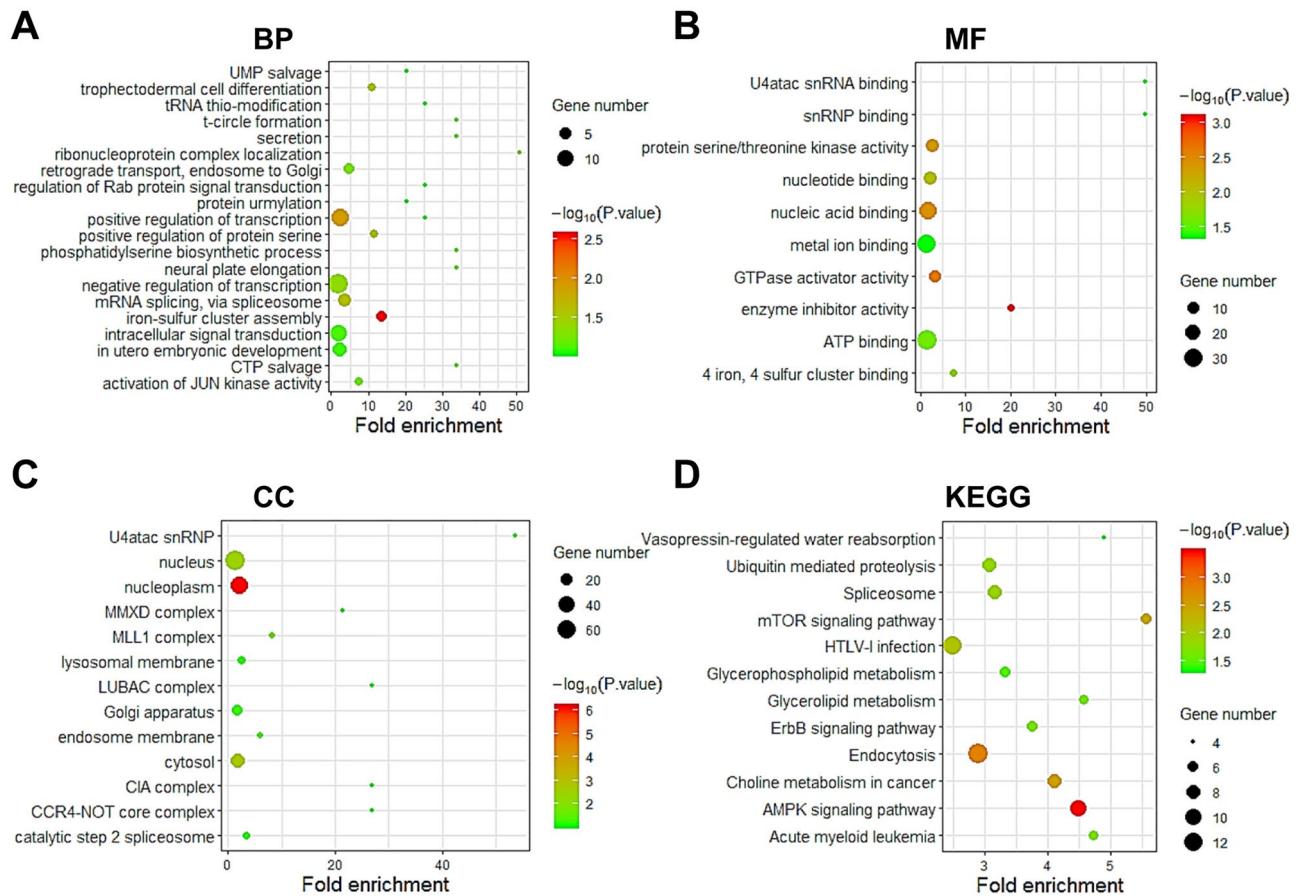 A
BP
UMP salvage
trophectodermal cell differentiation
tRNA thio-modification
t-circle formation
secretion
ribonucleoprotein complex localization
retrograde transport, endosome to Golgi
regulation of Rab protein signal transduction
protein urmylation
positive regulation of transcription
positive regulation of protein serine
phosphatidylserine biosynthetic process
neural plate elongation
negative regulation of transcription
mRNA splicing, via spliceosome
iron-sulfur cluster assembly
intracellular signal transduction
in utero embryonic development
CTP salvage
activation of JUN kinase activity
0 10 20 30 40 50
Fold enrichment
Gene number
5
10
−log10(P.value)
2.5
2.0
1.5
B
MF
U4atac snRNA binding
snRNP binding
protein serine/threonine kinase activity
nucleotide binding
nucleic acid binding
metal ion binding
GTPase activator activity
enzyme inhibitor activity
ATP binding
4 iron, 4 sulfur cluster binding
0 10 20 30 40 50
Fold enrichment
−log10(P.value)
3.0
2.5
2.0
1.5
Gene number
10
20
30
C
CC
U4atac snRNP
nucleus
nucleoplasm
MMXD complex
MLL1 complex
lysosomal membrane
LUBAC complex
Golgi apparatus
endosome membrane
cytosol
CIA complex
CCR4-NOT core complex
catalytic step 2 spliceosome
0 20 40
Fold enrichment
Gene number
20
40
60
−log10(P.value)
6
5
4
3
2
D
KEGG
Vasopressin-regulated water reabsorption
Ubiquitin mediated proteolysis
Spliceosome
mTOR signaling pathway
HTLV-I infection
Glycerophospholipid metabolism
Glycerolipid metabolism
ErbB signaling pathway
Endocytosis
Choline metabolism in cancer
AMPK signaling pathway
Acute myeloid leukemia
3 4 5
Fold enrichment
−log10(P.value)
3.5
3.0
2.5
2.0
1.5
Gene number
4
6
8
10
12